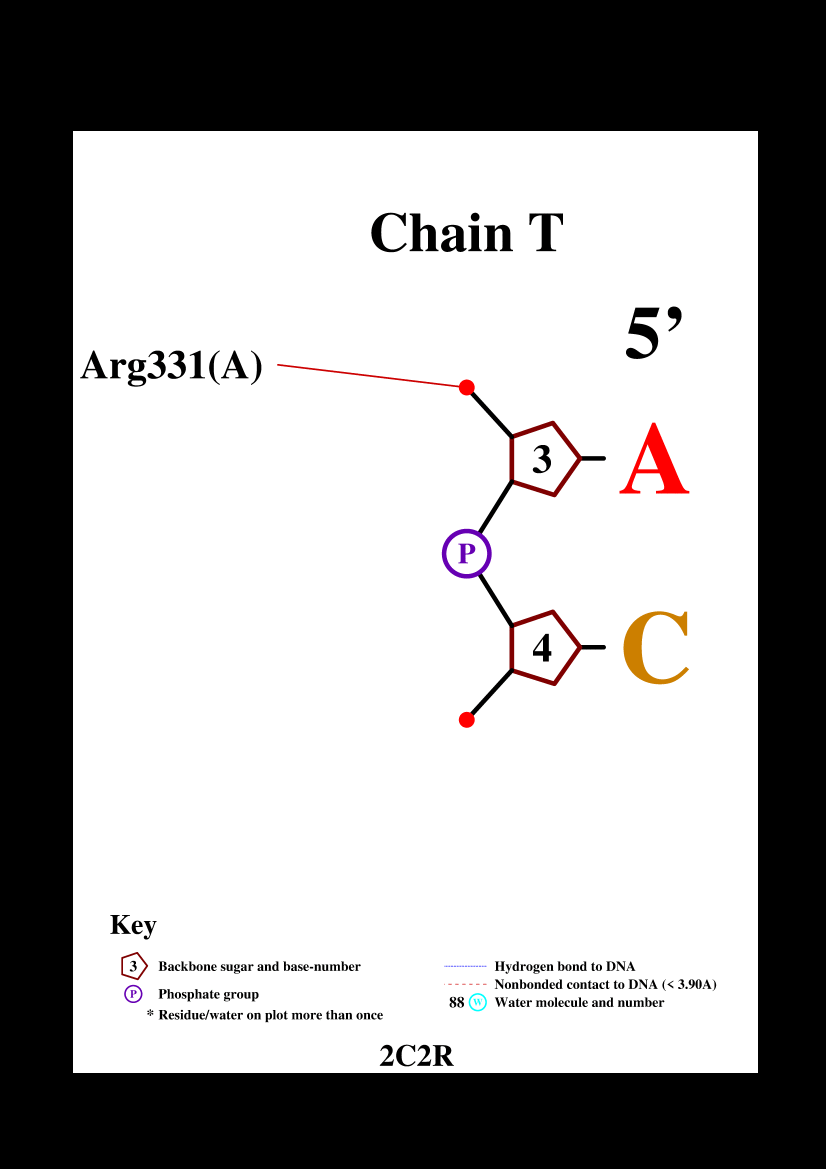 Chain T
5’
Arg331(A)
3
A
P
4
C
Key
3 Backbone sugar and base-number
P Phosphate group
* Residue/water on plot more than once
Hydrogen bond to DNA
Nonbonded contact to DNA (< 3.90A)
88 W Water molecule and number
2C2R